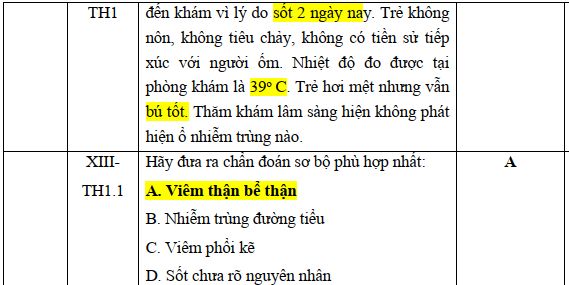 TH1
đến khám vì lý do sốt 2 ngày nay. Trẻ không
nôn, không tiêu chảy, không có tiền sử tiếp
xúc với người ốm. Nhiệt độ đo được tại
phòng khám là 39º C. Trẻ hơi mệt nhưng vẫn
bú tốt. Thăm khám lâm sàng hiện không phát
hiện ổ nhiễm trùng nào.
XIII-
TH1.1
Hãy đưa ra chẩn đoán sơ bộ phù hợp nhất:
A. Viêm thận bể thận
B. Nhiễm trùng đường tiểu
C. Viêm phổi kẽ
D. Sốt chưa rõ nguyên nhân
A